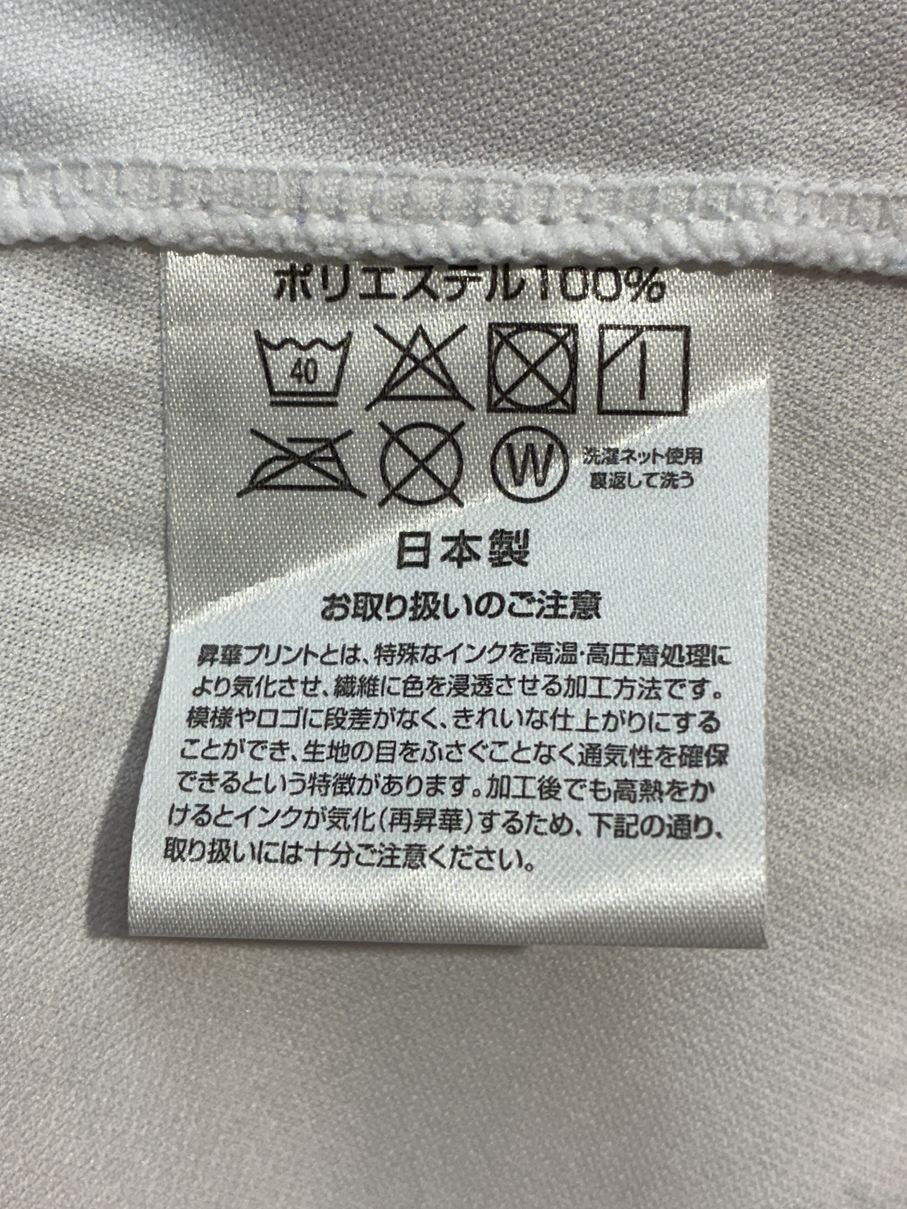 ポリエステル100%
40
W
洗濯ネット使用
裏返して洗う
日本製
お取り扱いのご注意
昇華プリントとは、特殊なインクを高温・高圧着処理に
より気化させ、繊維に色を浸透させる加工方法です。
模様やロゴに段差がなく、きれいな仕上がりにする
ことができ、生地の目をふさぐことなく通気性を確保
できるという特徴があります。加工後でも高熱をか
けるとインクが気化(再昇華)するため、下記の通り、
取り扱いには十分ご注意ください。